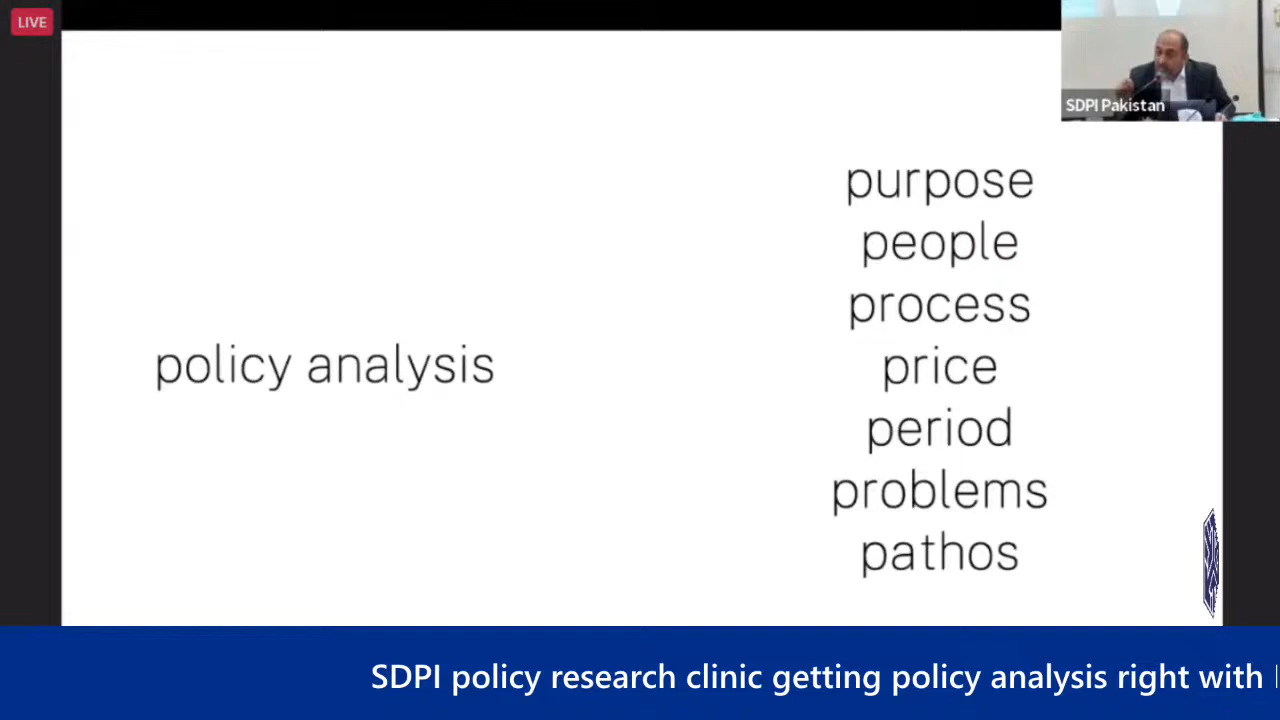 LIVE
SDPI Pakistan
policy analysis
purpose
people
process
price
period
problems
pathos
SDPI policy research clinic getting policy analysis right with